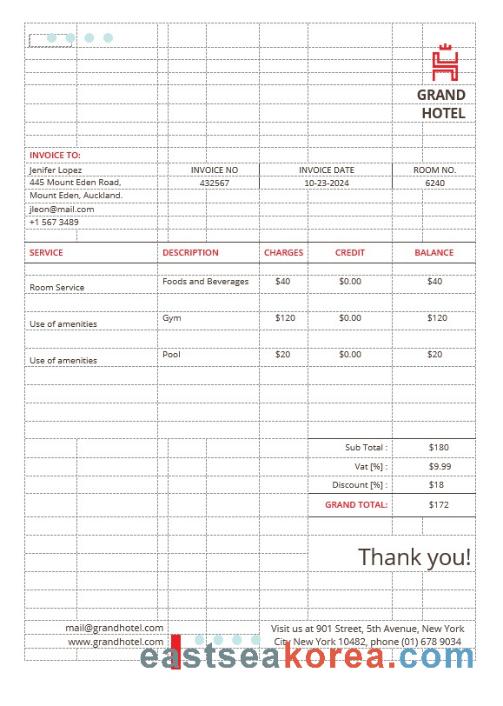 GRAND
HOTEL
INVOICE TO:
Jenifer Lopez INVOICE NO INVOICE DATE ROOM NO.
445 Mount Eden Road, 432567 10-23-2024 6240
Mount Eden, Auckland.
jleon@mail.com
+1 567 3489
SERVICE DESCRIPTION CHARGES CREDIT BALANCE
Room Service Foods and Beverages $40 $0.00 $40
Use of amenities Gym $120 $0.00 $120
Use of amenities Pool $20 $0.00 $20
Sub Total : $180
Vat [%] : $9.99
Discount [%] : $18
GRAND TOTAL: $172
Thank you!
mail@grandhotel.com Visit us at 901 Street, 5th Avenue, New York
www.grandhotel.com City New York 10482, phone (01) 678 9034
eastseakorea.com